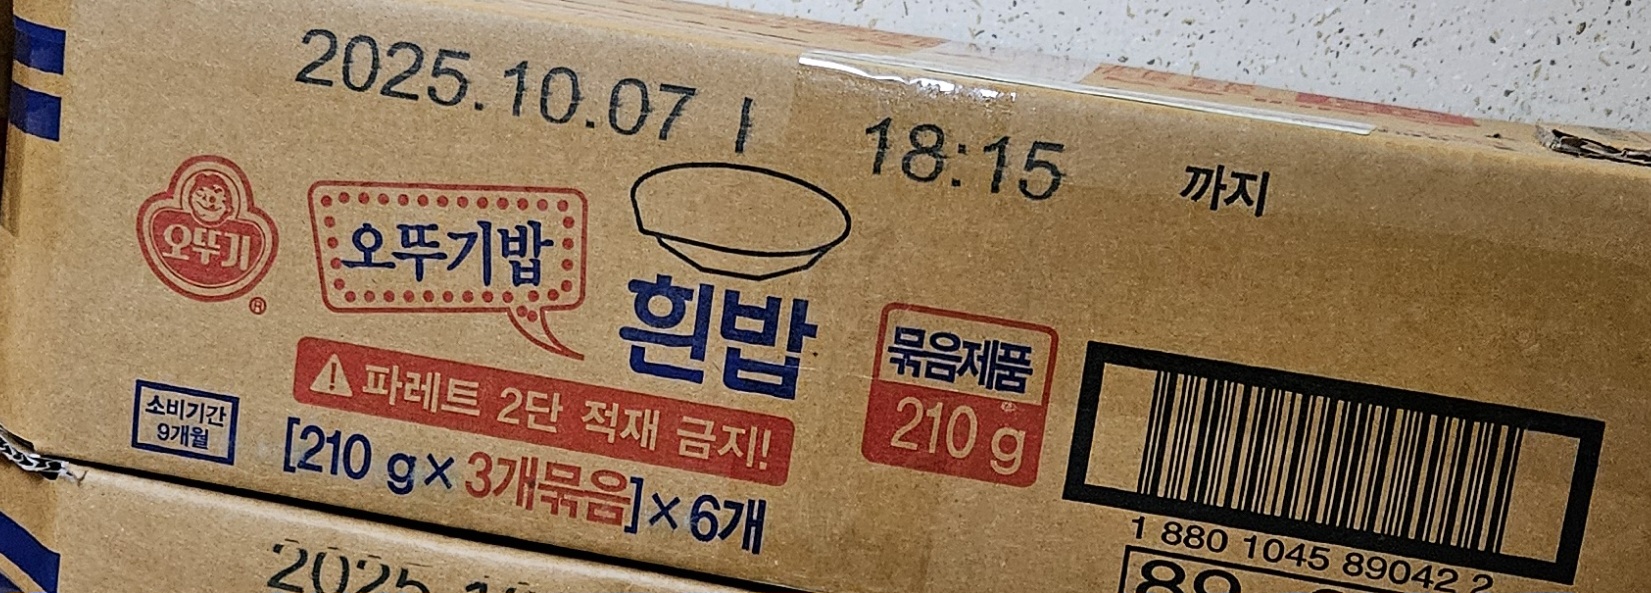 2025.10.07 I 18:15 까지
오뚜기
®
오뚜기밥
흰밥
묶음제품
210 g
파레트 2단 적재 금지!
소비기간
9개월
[210 g× 3개묶음]×6개
1 880 1045 89042 2
2025